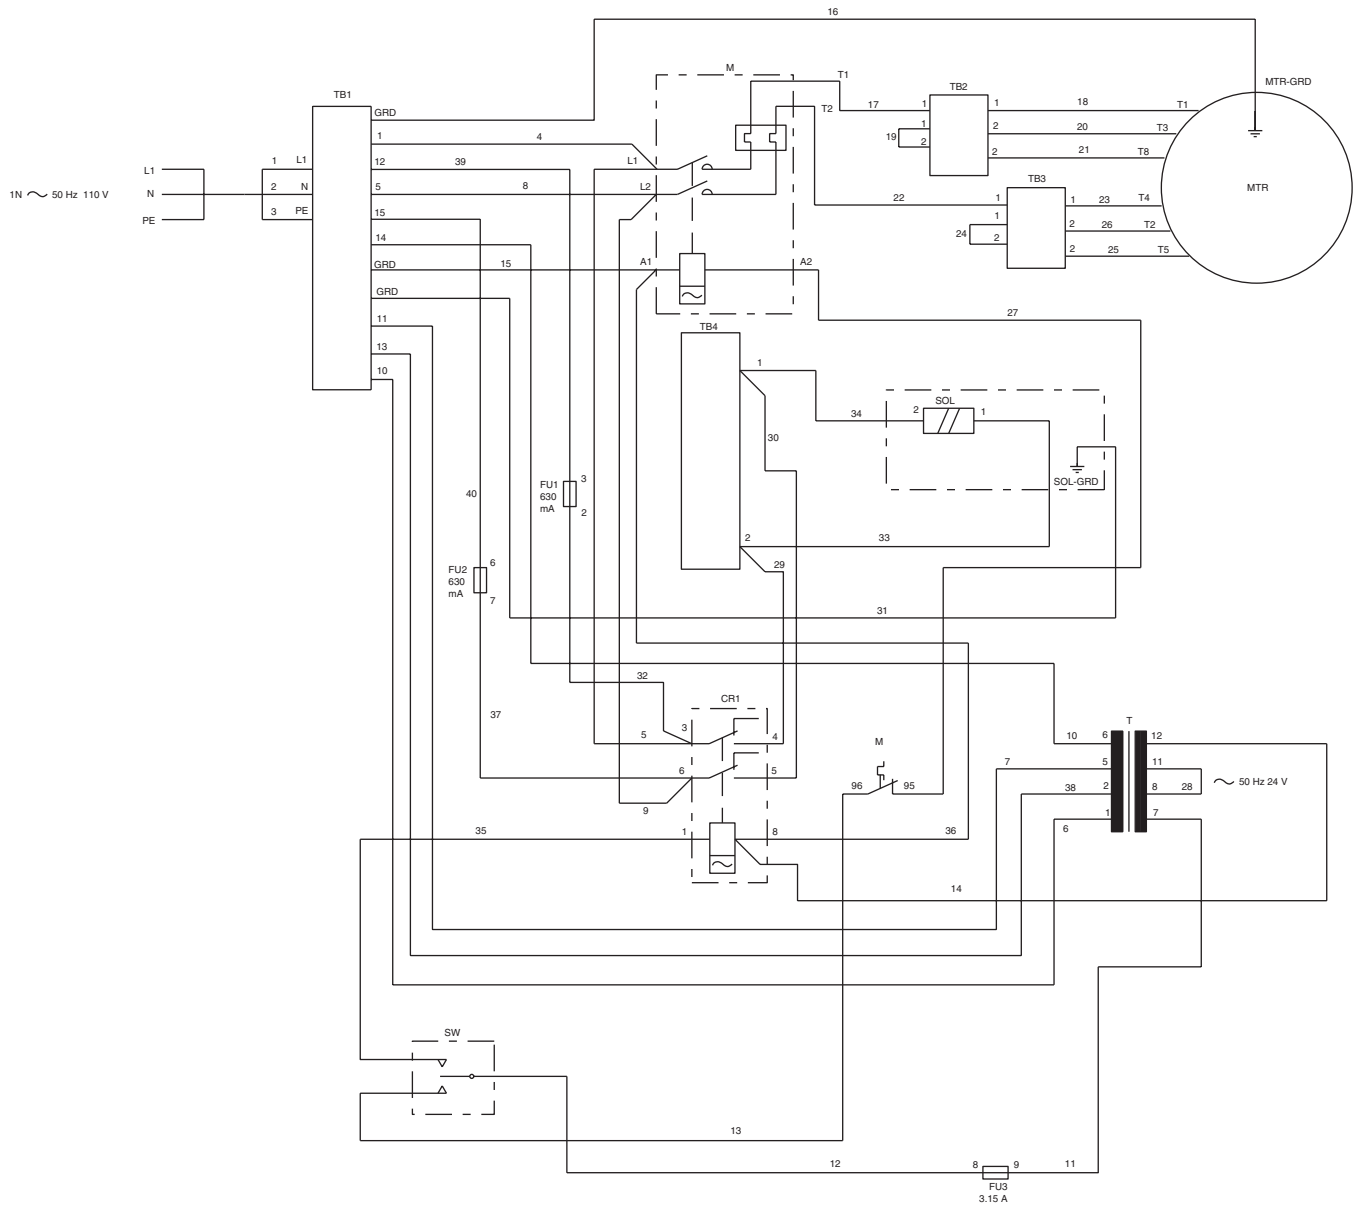 16
MTR-GRD
M
T1
TB1
TB2
GRD
T2
17
1
1
18
T1
1
4
1
2
20
T3
19
2
12
39
L1
2
21
T8
L1
1
L1
TB3
MTR
1N 50 Hz 110 V
N
2
N
5
8
L2
22
1
1
23
T4
PE
3
PE
15
1
2
26
T2
24
2
14
2
25
T5
GRD
15
A1
A2
GRD
27
11
TB4
13
1
10
SOL
34
2
1
30
SOL-GRD
FU1
630
mA
3
2
40
2
33
29
FU2
630
mA
6
7
31
32
CR1
37
3
T
5
4
M
10
6
12
7
5
11
6
5
96
95
38
2
8
28
50 Hz 24 V
9
1
7
6
35
1
8
36
14
SW
13
12
8
9
11
FU3
3.15 A